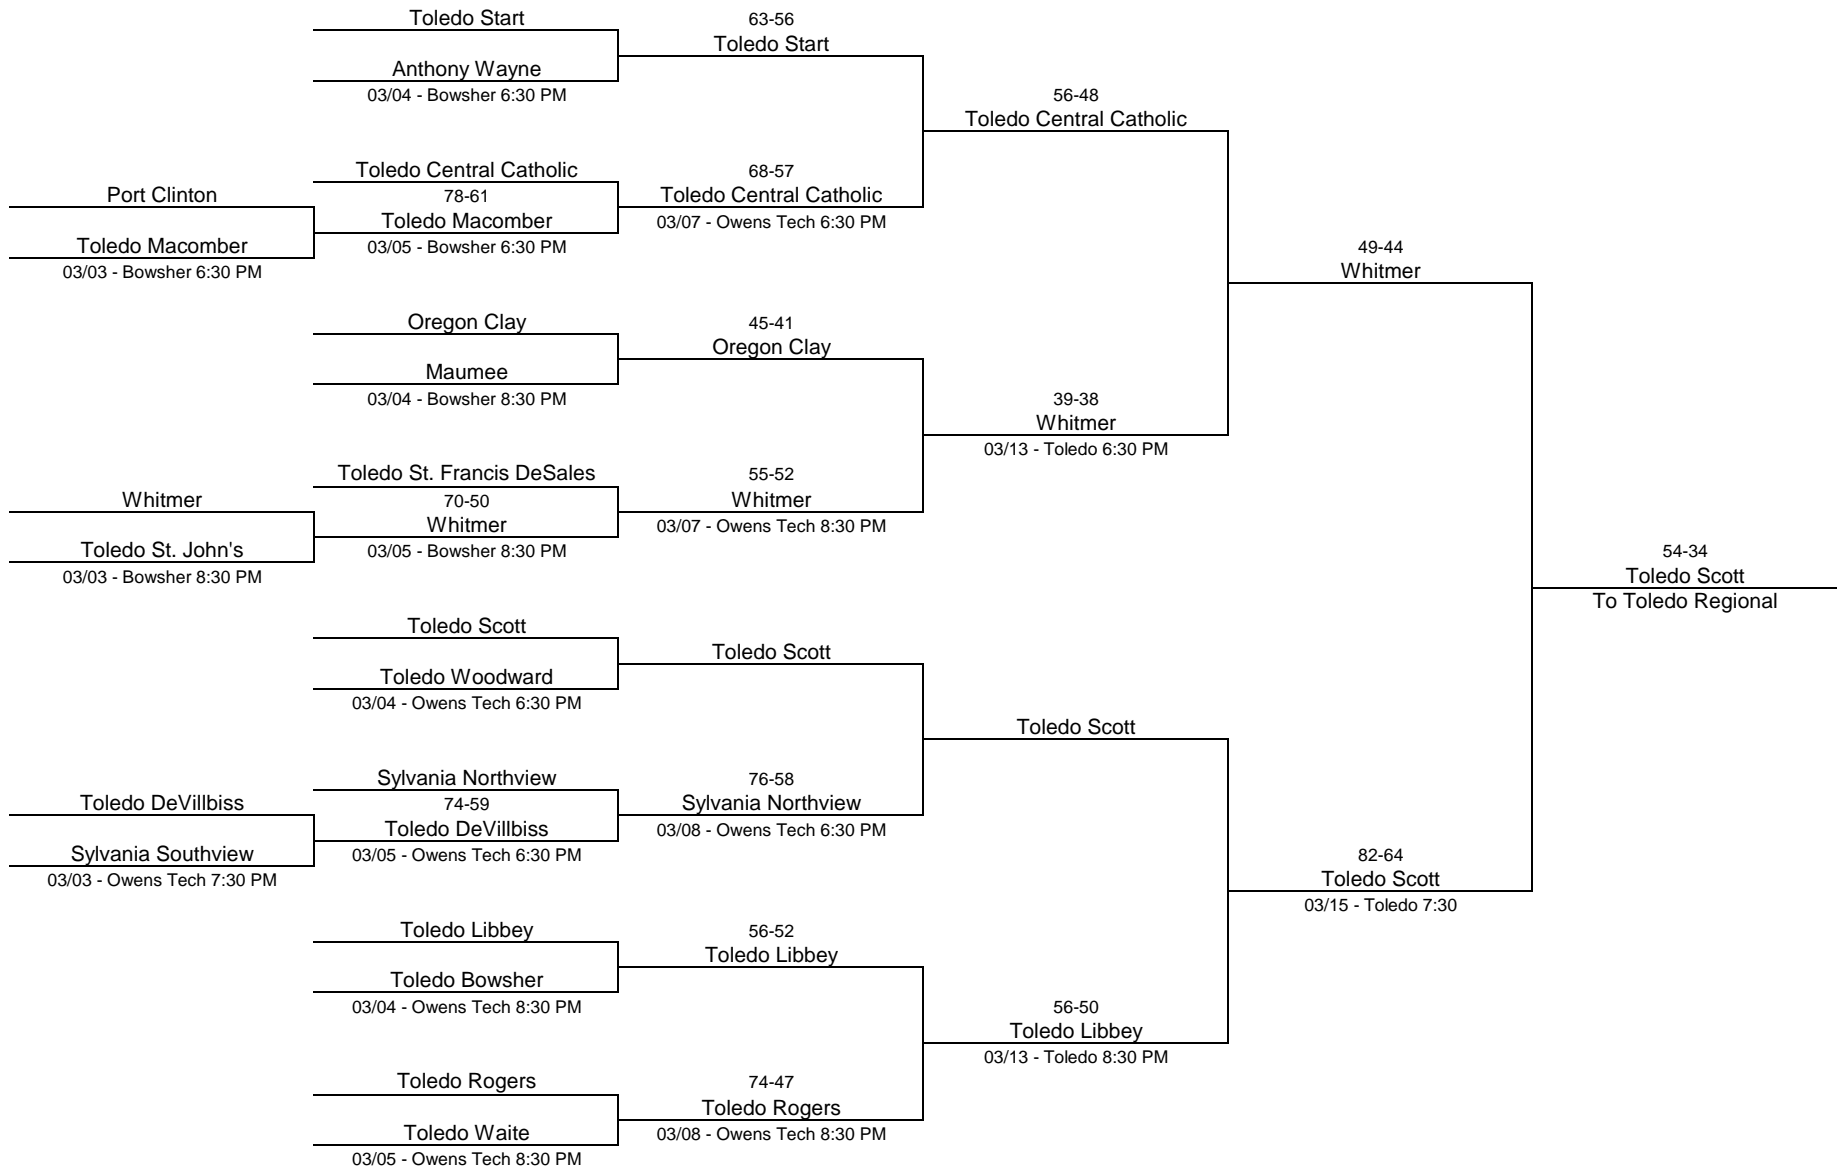 Toledo Start
Anthony Wayne
03/04 - Bowsher 6:30 PM
63-56
Toledo Start
Port Clinton
Toledo Macomber
03/03 - Bowsher 6:30 PM
Toledo Central Catholic
78-61
Toledo Macomber
03/05 - Bowsher 6:30 PM
68-57
Toledo Central Catholic
03/07 - Owens Tech 6:30 PM
56-48
Toledo Central Catholic
Oregon Clay
Maumee
03/04 - Bowsher 8:30 PM
45-41
Oregon Clay
Whitmer
Toledo St. John's
03/03 - Bowsher 8:30 PM
Toledo St. Francis DeSales
70-50
Whitmer
03/05 - Bowsher 8:30 PM
55-52
Whitmer
03/07 - Owens Tech 8:30 PM
39-38
Whitmer
03/13 - Toledo 6:30 PM
49-44
Whitmer
Toledo Scott
Toledo Woodward
03/04 - Owens Tech 6:30 PM
Toledo Scott
Toledo DeVillbiss
Sylvania Southview
03/03 - Owens Tech 7:30 PM
Sylvania Northview
74-59
Toledo DeVillbiss
03/05 - Owens Tech 6:30 PM
76-58
Sylvania Northview
03/08 - Owens Tech 6:30 PM
Toledo Scott
Toledo Libbey
Toledo Bowsher
03/04 - Owens Tech 8:30 PM
56-52
Toledo Libbey
Toledo Rogers
Toledo Waite
03/05 - Owens Tech 8:30 PM
74-47
Toledo Rogers
03/08 - Owens Tech 8:30 PM
56-50
Toledo Libbey
03/13 - Toledo 8:30 PM
82-64
Toledo Scott
03/15 - Toledo 7:30
54-34
Toledo Scott
To Toledo Regional